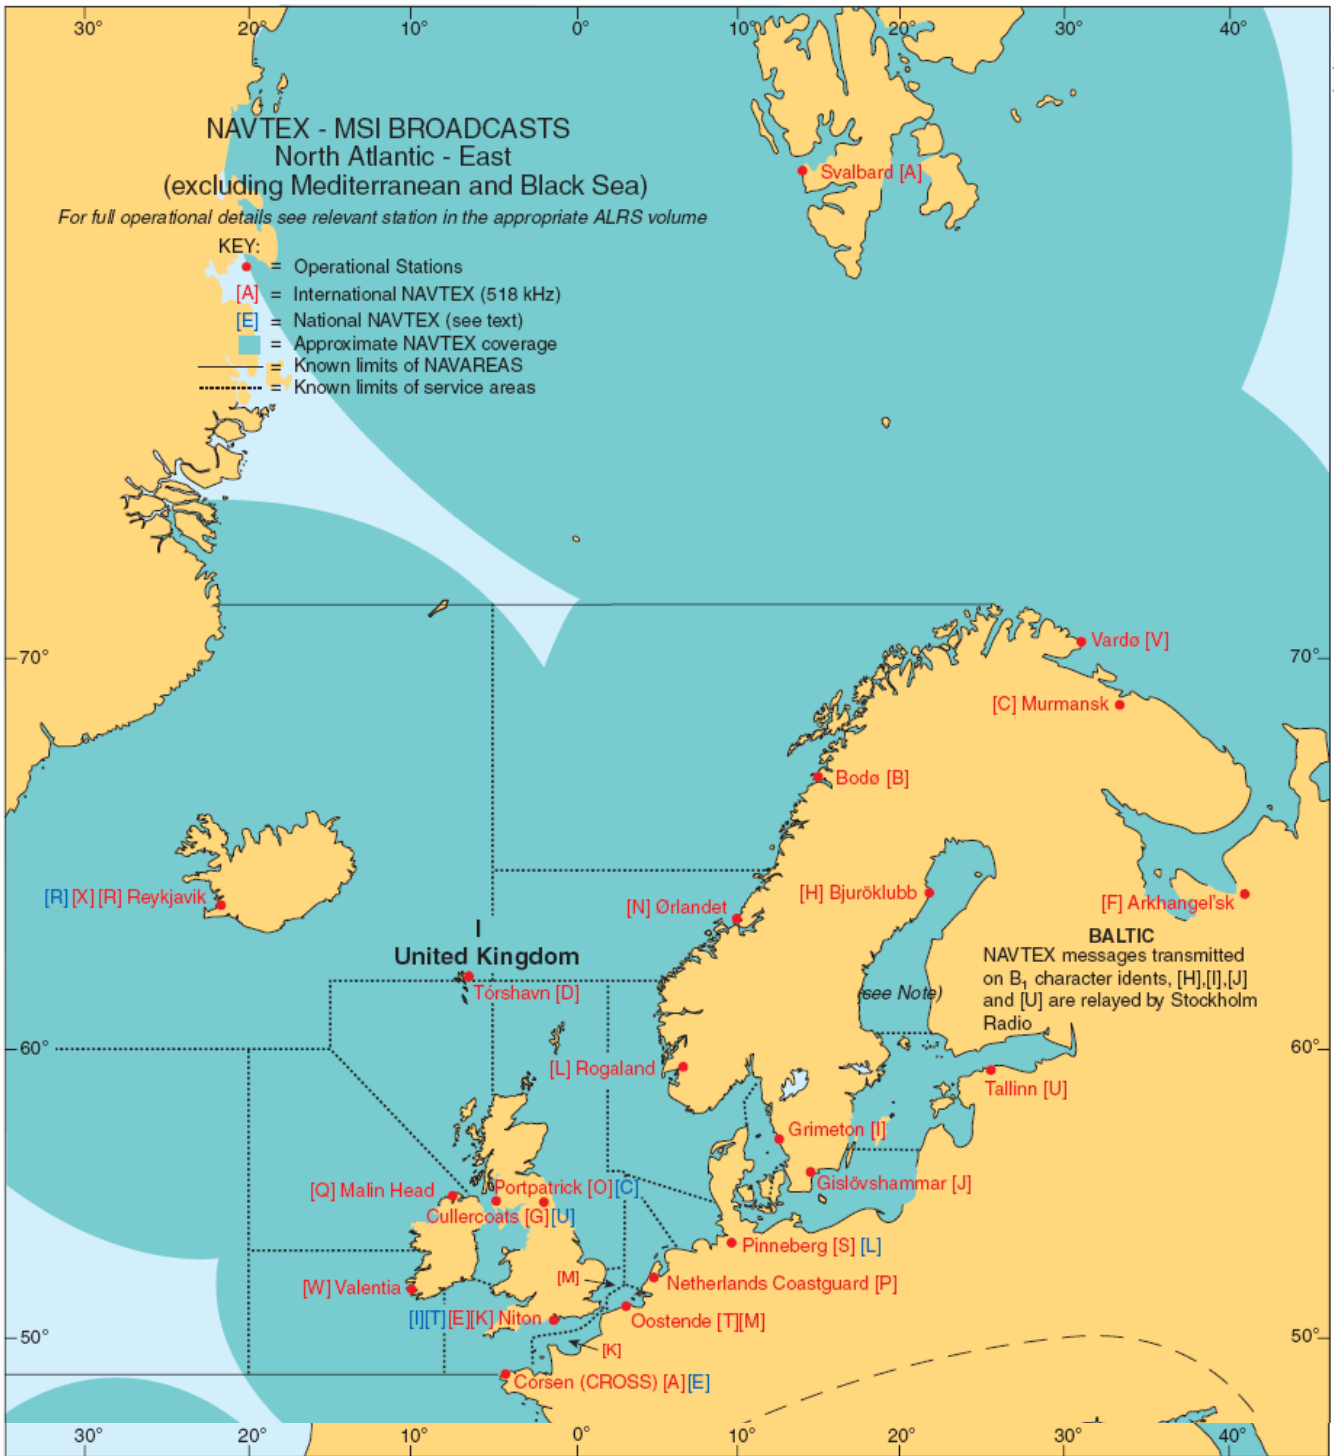 30° 20° 10° 0° 10° 20° 30° 40°
NAVTEX - MSI BROADCASTS
North Atlantic - East
(excluding Mediterranean and Black Sea)
For full operational details see relevant station in the appropriate ALRS volume
KEY:
= Operational Stations
[A] = International NAVTEX (518 kHz)
[E] = National NAVTEX (see text)
= Approximate NAVTEX coverage
= Known limits of NAVAREAS
= Known limits of service areas
Svalbard [A]
Vardø [V]
70° 70°
[C] Murmansk
Bodø [B]
[R] [X] [R] Reykjavik
[H] Bjuröklubb
[N] Ørlandet
[F] Arkhangel'sk
I
United Kingdom
BALTIC
NAVTEX messages transmitted
on B1 character idents, [H],[I],[J]
and [U] are relayed by Stockholm
Radio
(see Note)
Tórshavn [D]
60° 60°
[L] Rogaland
Tallinn [U]
Grimeton [I]
Gislövshammar [J]
[Q] Malin Head
Portpatrick [O][C]
Cullercoats [G][U]
Pinneberg [S] [L]
[M]
Netherlands Coastguard [P]
[W] Valentia
[I][T][E][K] Niton
Oostende [T][M]
50° 50°
[K]
Corsen (CROSS) [A][E]
30° 20° 10° 0° 10° 20° 30° 40°